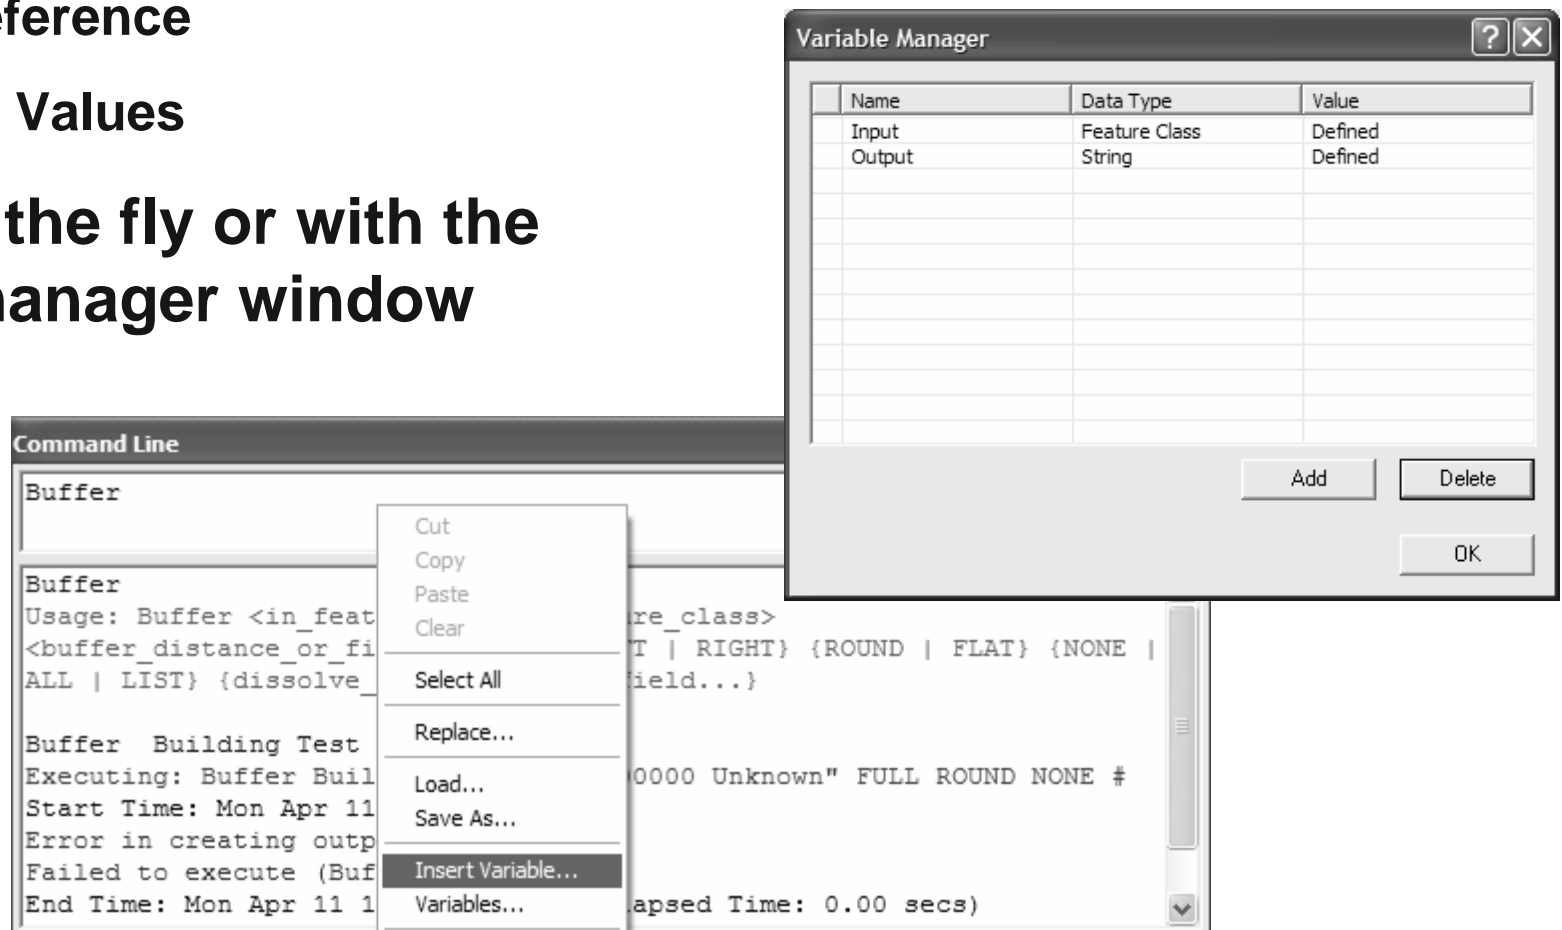 eference
Values
the fly or with the
anager window
Variable Manager
Name Data Type Value
Input Feature Class Defined
Output String Defined
Add Delete
OK
Command Line
Buffer
Cut
Copy
Paste
Clear
Select All
Replace...
Load...
Save As...
Insert Variable...
Variables...
Buffer
Usage: Buffer <in_feat re_class>
<buffer_distance_or_fi T | RIGHT} {ROUND | FLAT} {NONE |
ALL | LIST} {dissolve_ ield...}
Buffer Building Test
Executing: Buffer Buil 0000 Unknown" FULL ROUND NONE #
Start Time: Mon Apr 11
Error in creating outp
Failed to execute (Buf
End Time: Mon Apr 11 1 apsed Time: 0.00 secs)